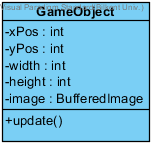 GameObject
-xPos : int
-yPos : int
-width : int
-height : int
-image : BufferedImage
+update()